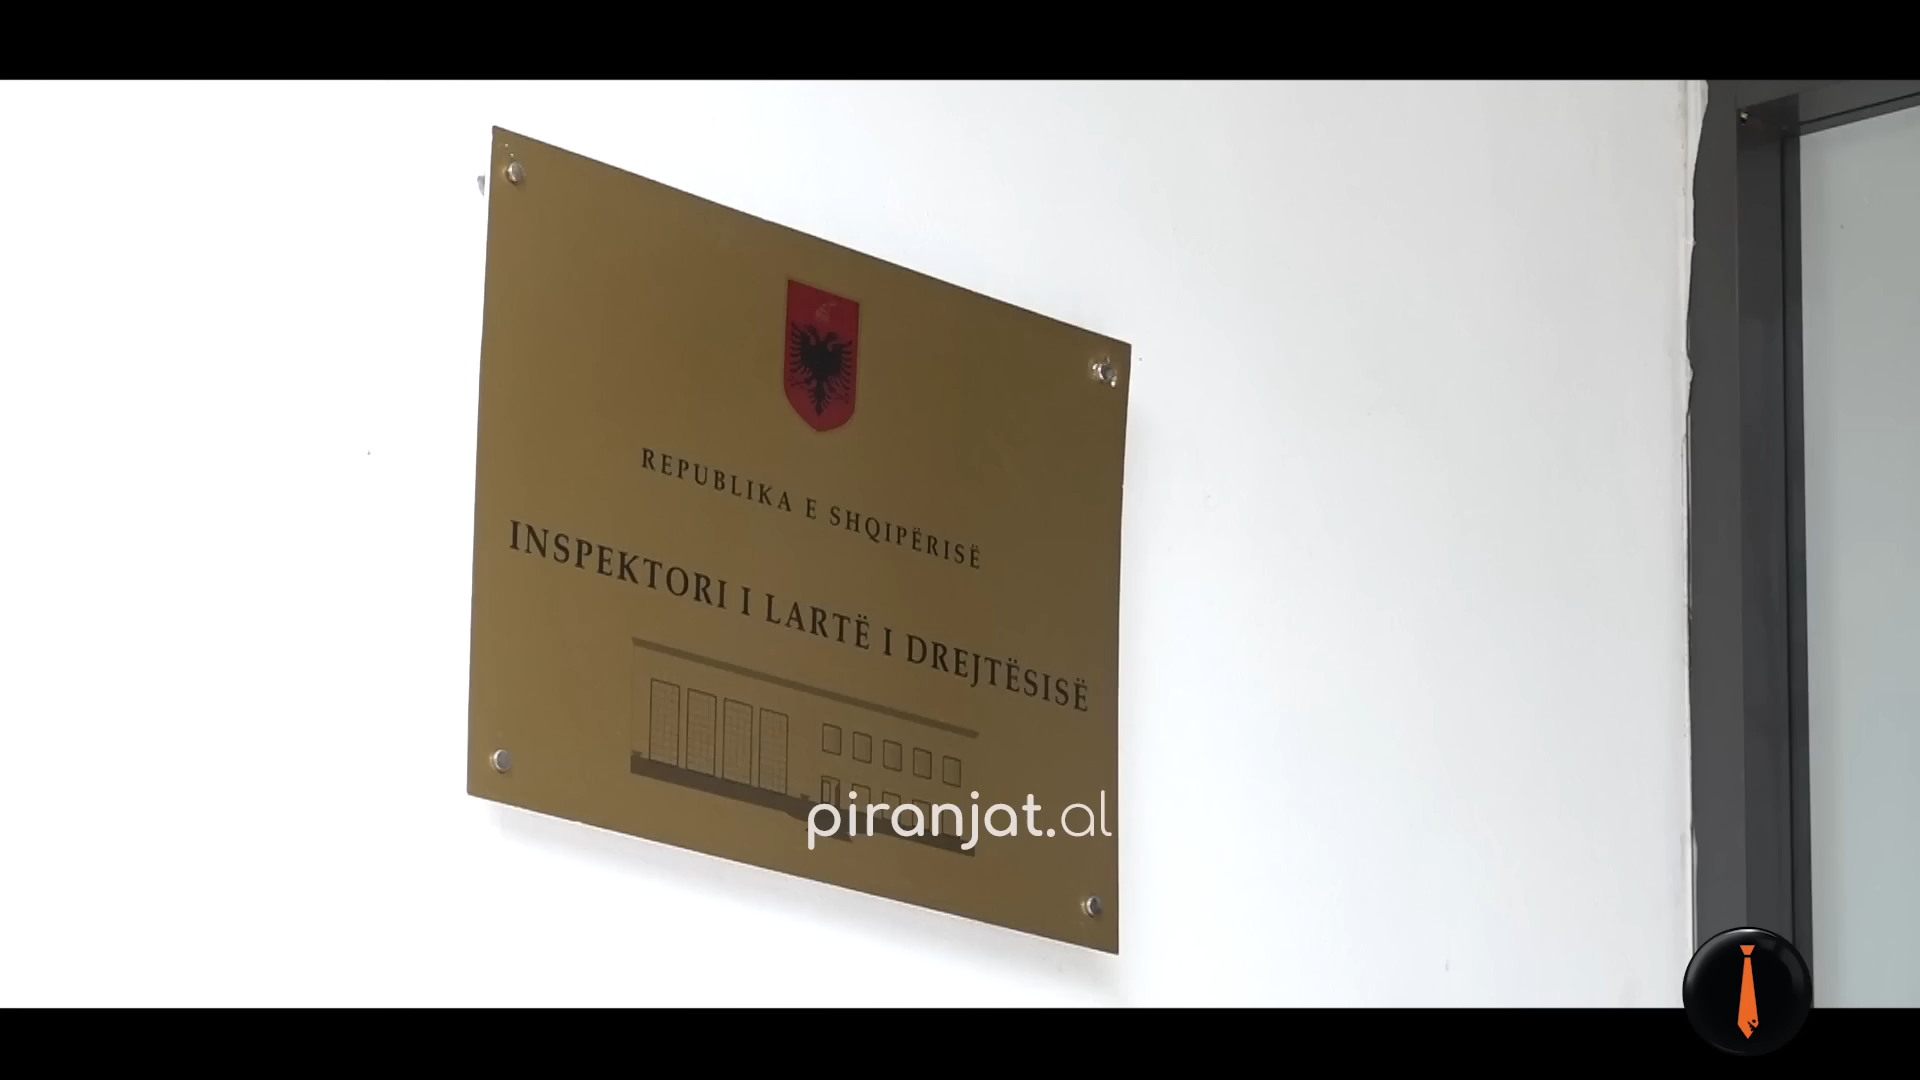 REPUBLIKA E SHQIPËRISË
INSPEKTORI I LARTË I DREJTËSISË
piranjat.al